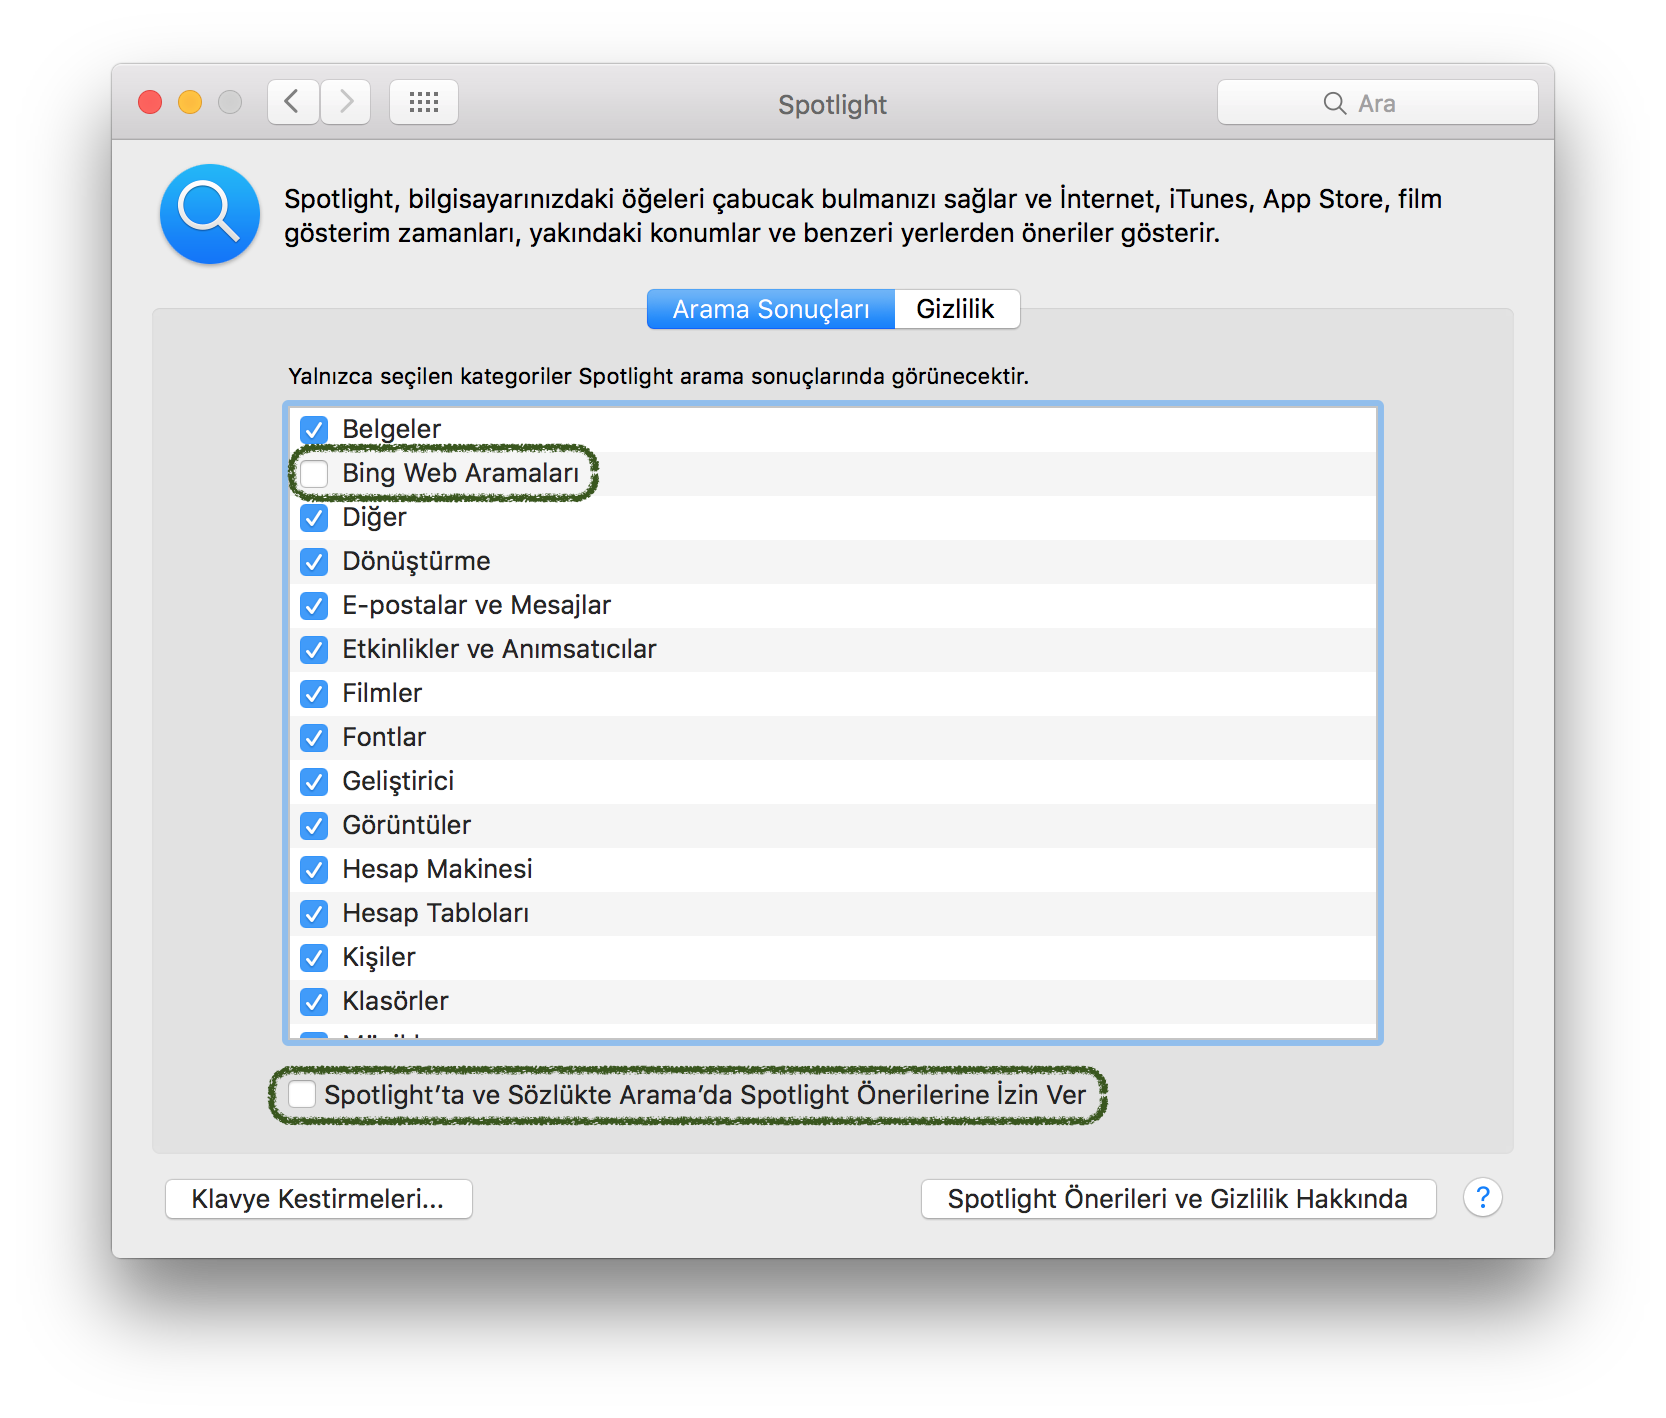 Spotlight
Ara
Spotlight, bilgisayarınızdaki öğeleri çabucak bulmanızı sağlar ve İnternet, iTunes, App Store, film
gösterim zamanları, yakındaki konumlar ve benzeri yerlerden öneriler gösterir.
Arama Sonuçları
Gizlilik
Yalnızca seçilen kategoriler Spotlight arama sonuçlarında görünecektir.
Belgeler
Bing Web Aramaları
Diğer
Dönüştürme
E-postalar ve Mesajlar
Etkinlikler ve Anımsatıcılar
Filmler
Fontlar
Geliştirici
Görüntüler
Hesap Makinesi
Hesap Tabloları
Kişiler
Klasörler
Spotlight’ta ve Sözlükte Arama’da Spotlight Önerilerine İzin Ver
Klavye Kestirmeleri...
Spotlight Önerileri ve Gizlilik Hakkında
?